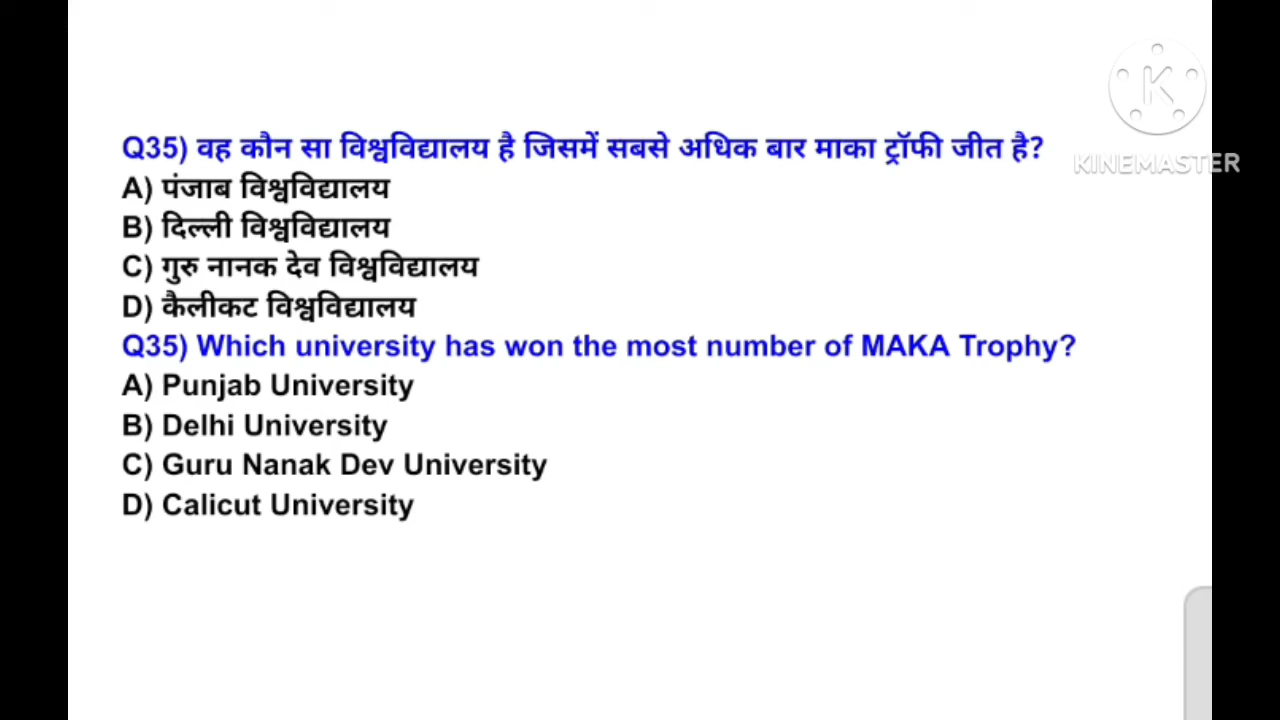 Q35) वह कौन सा विश्वविद्यालय है जिसमें सबसे अधिक बार माका ट्रॉफी जीत है?
A) पंजाब विश्वविद्यालय
B) दिल्ली विश्वविद्यालय
C) गुरु नानक देव विश्वविद्यालय
D) कैलीकट विश्वविद्यालय
Q35) Which university has won the most number of MAKA Trophy?
A) Punjab University
B) Delhi University
C) Guru Nanak Dev University
D) Calicut University
K
KINEMASTER